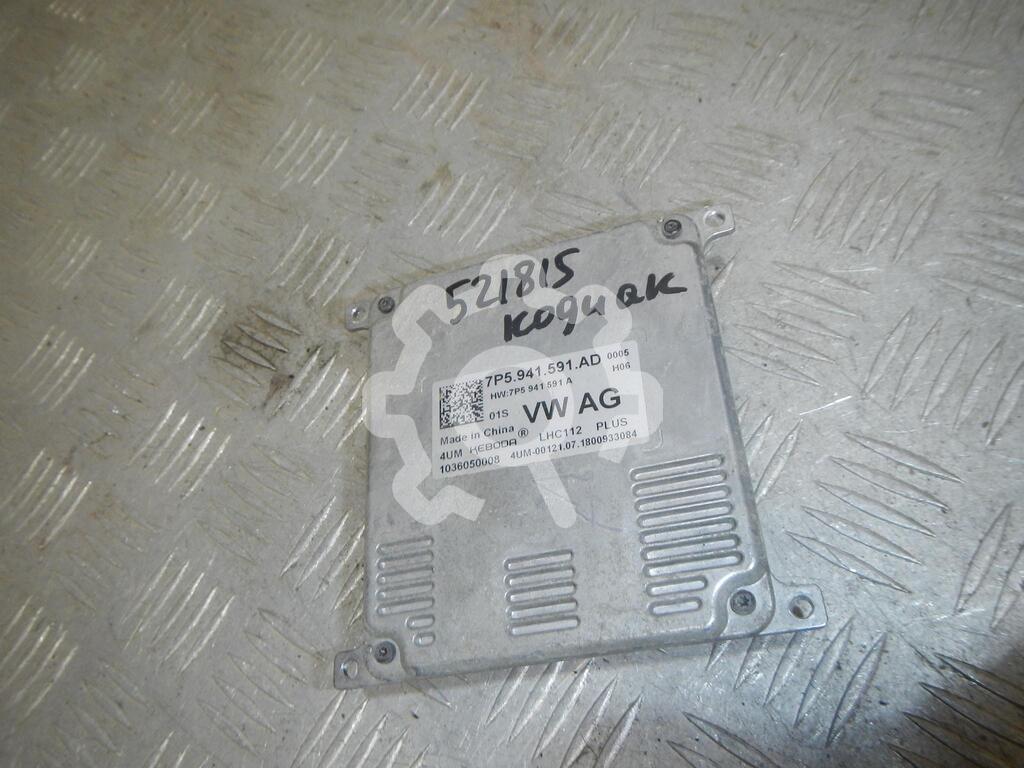 521815
кодиак
7P5.941.591.AD 0005
HW:7P5 941 591 A H06
01S VW AG
Made in China
4UM KEBODA® LHC112 PLUS
1036050008 4UM-00121.07.1800933084